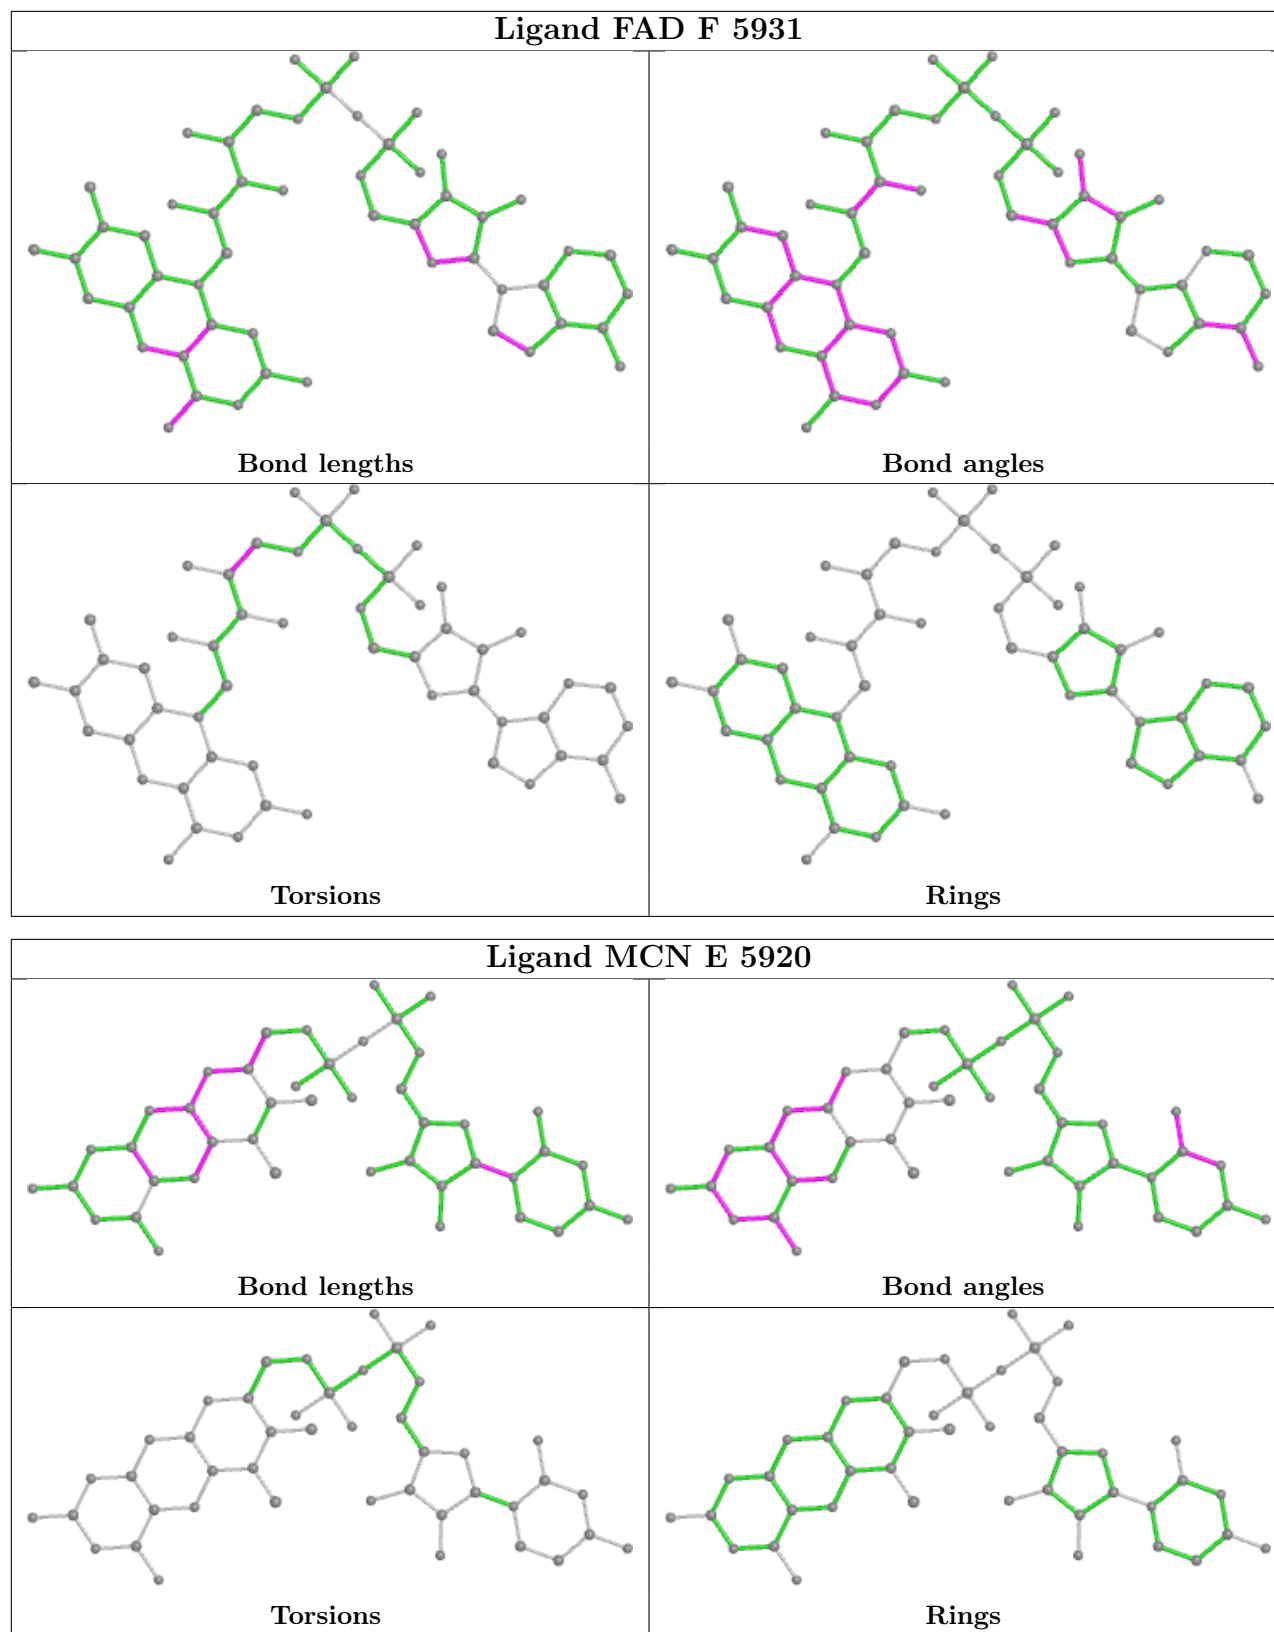 Ligand FAD F 5931
Bond lengths
Bond angles
Torsions
Rings
Ligand MCN E 5920
Bond lengths
Bond angles
Torsions
Rings